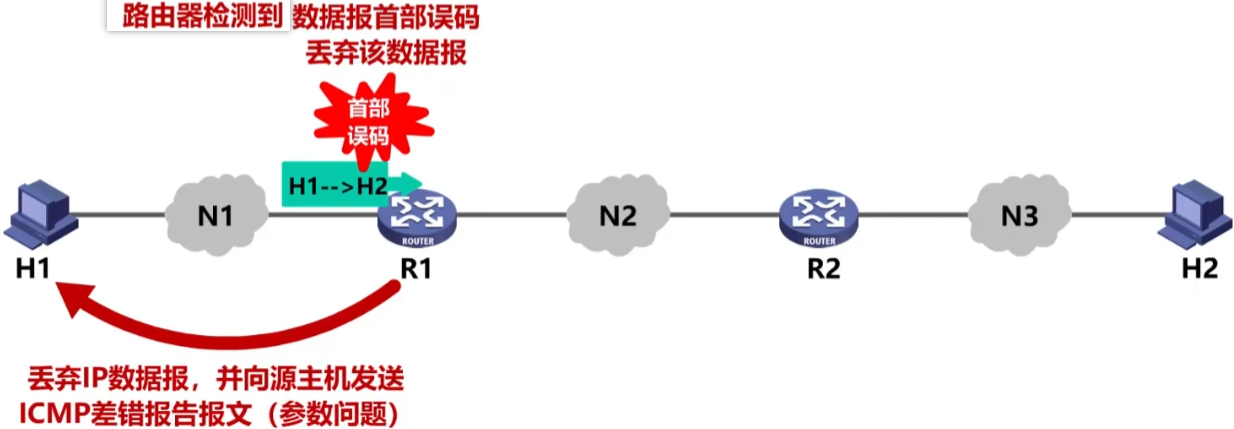 路由器检测到 数据报首部误码
丢弃该数据报
首部
误码
H1-->H2
N1
N2
N3
ROUTER
ROUTER
H1
R1
R2
H2
丢弃IP数据报，并向源主机发送
ICMP差错报告报文（参数问题）